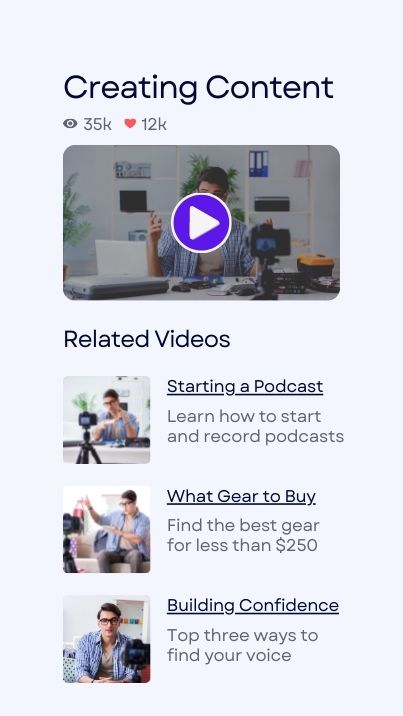 Creating Content
35k 12k
Related Videos
Starting a Podcast
Learn how to start
and record podcasts
What Gear to Buy
Find the best gear
for less than $250
Building Confidence
Top three ways to
find your voice